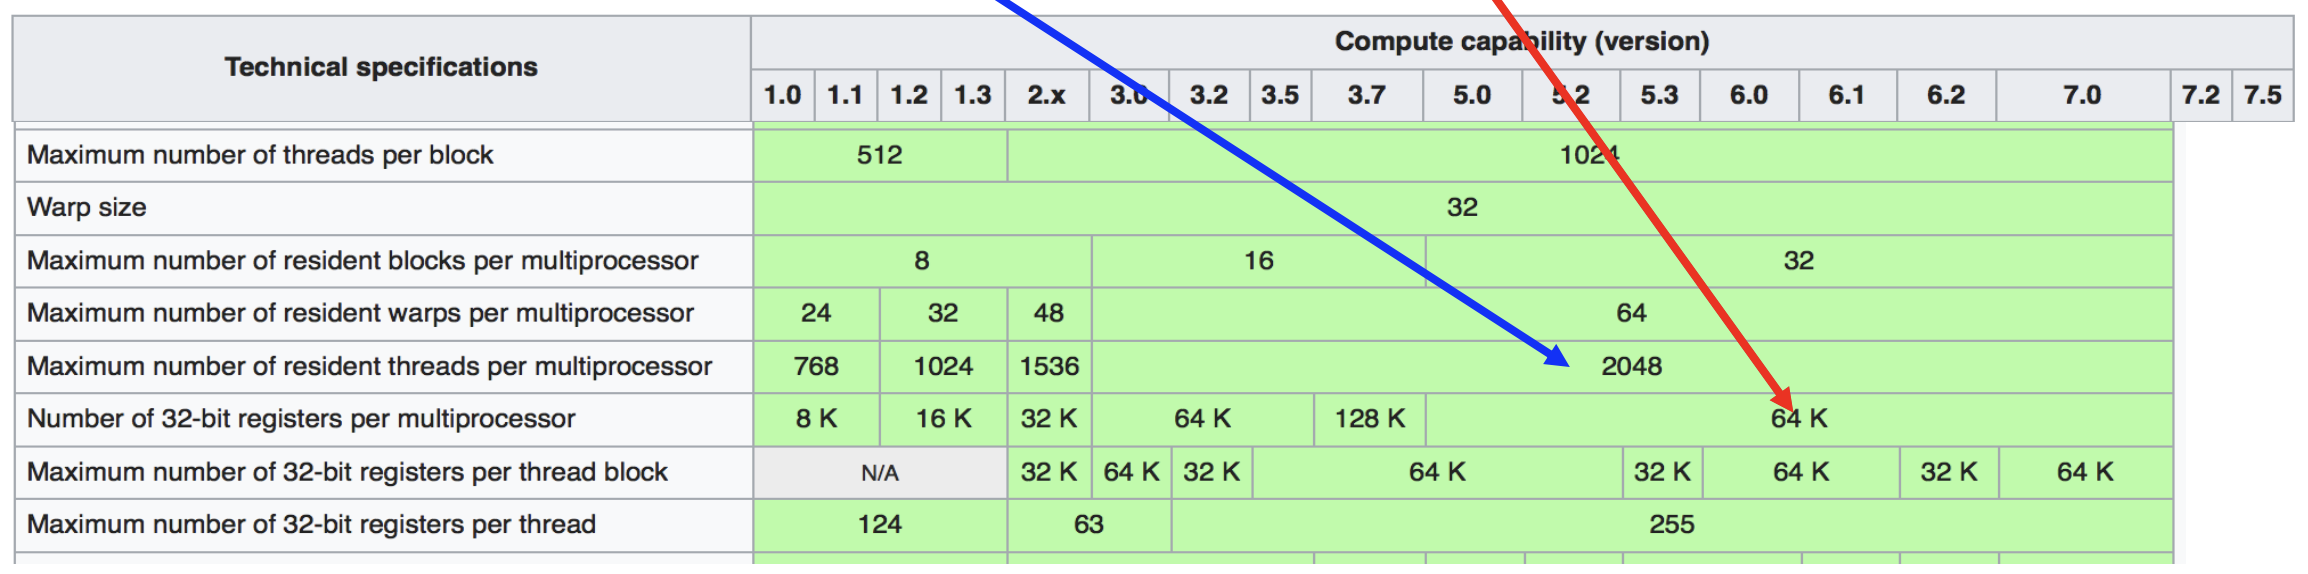 Technical specifications
Compute capability (version)
1.0 1.1 1.2 1.3 2.x 3.0 3.2 3.5 3.7 5.0 5.2 5.3 6.0 6.1 6.2 7.0 7.2 7.5
Maximum number of threads per block 512 1024
Warp size 32
Maximum number of resident blocks per multiprocessor 8 16 32
Maximum number of resident warps per multiprocessor 24 32 48 64
Maximum number of resident threads per multiprocessor 768 1024 1536 2048
Number of 32-bit registers per multiprocessor 8 K 16 K 32 K 64 K 128 K 64 K
Maximum number of 32-bit registers per thread block N/A 32 K 64 K 32 K 64 K 32 K 64 K 32 K 64 K
Maximum number of 32-bit registers per thread 124 63 255